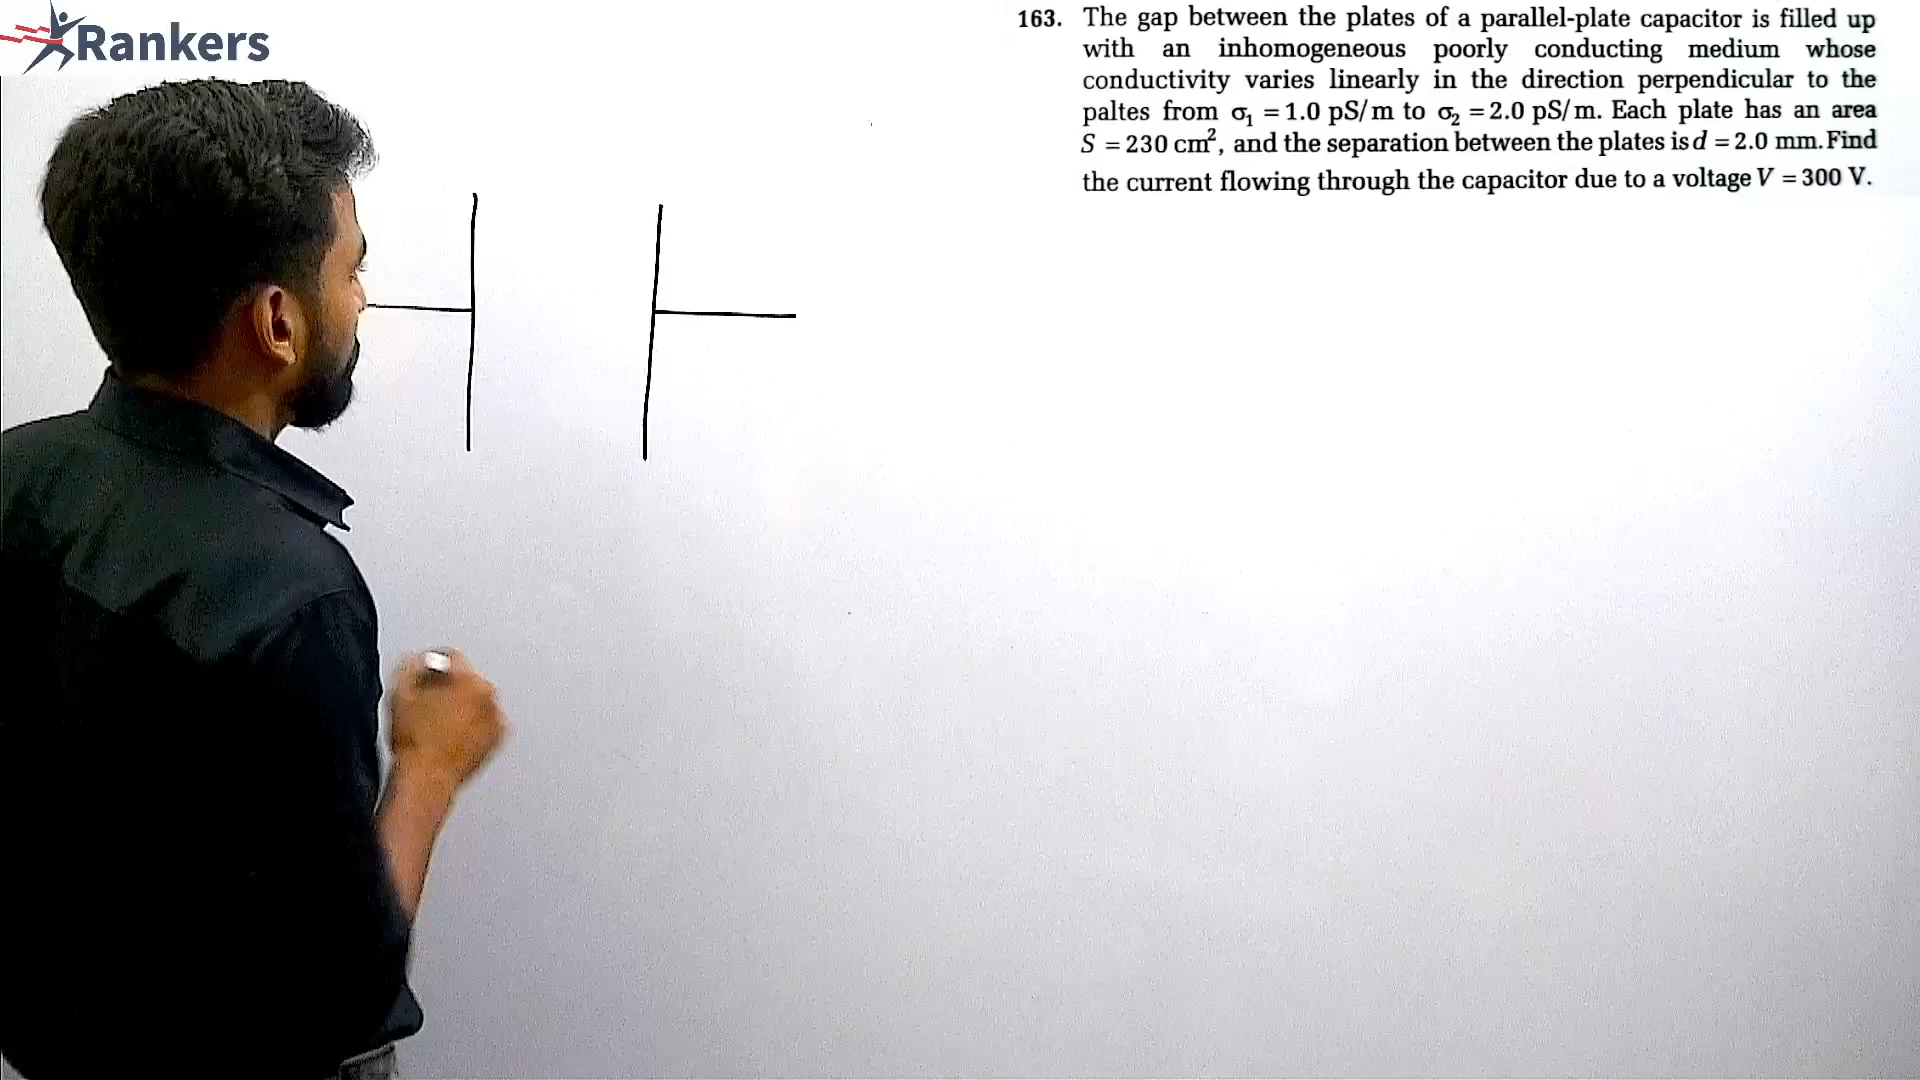 Rankers
163. The gap between the plates of a parallel-plate capacitor is filled up
with an inhomogeneous poorly conducting medium whose
conductivity varies linearly in the direction perpendicular to the
paltes from σ₁ = 1.0 pS/m to σ₂ = 2.0 pS/m. Each plate has an area
S = 230 cm², and the separation between the plates is d = 2.0 mm. Find
the current flowing through the capacitor due to a voltage V = 300 V.